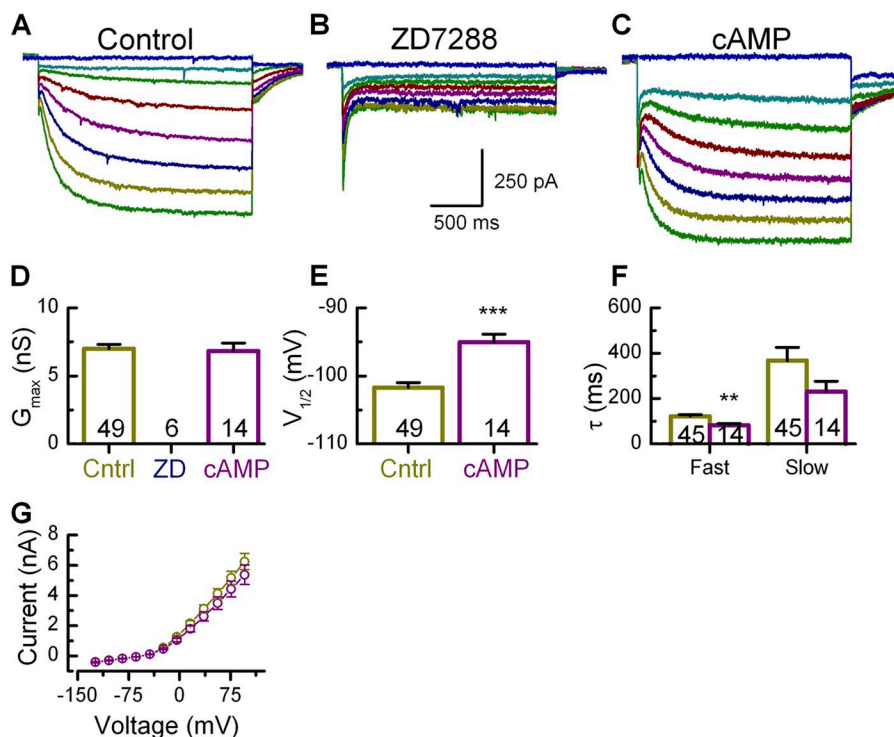 A Control
B ZD7288
C cAMP
250 pA
500 ms
D
G_max (nS)
10
5
0
49 6 14
Cntrl ZD cAMP
E
V_1/2 (mV)
-90
-100
-110
***
49 14
Cntrl cAMP
F
τ (ms)
600
400
200
0
**
45 14 45 14
Fast Slow
G
Current (nA)
8
6
4
2
0
-150 -75 0 75
Voltage (mV)